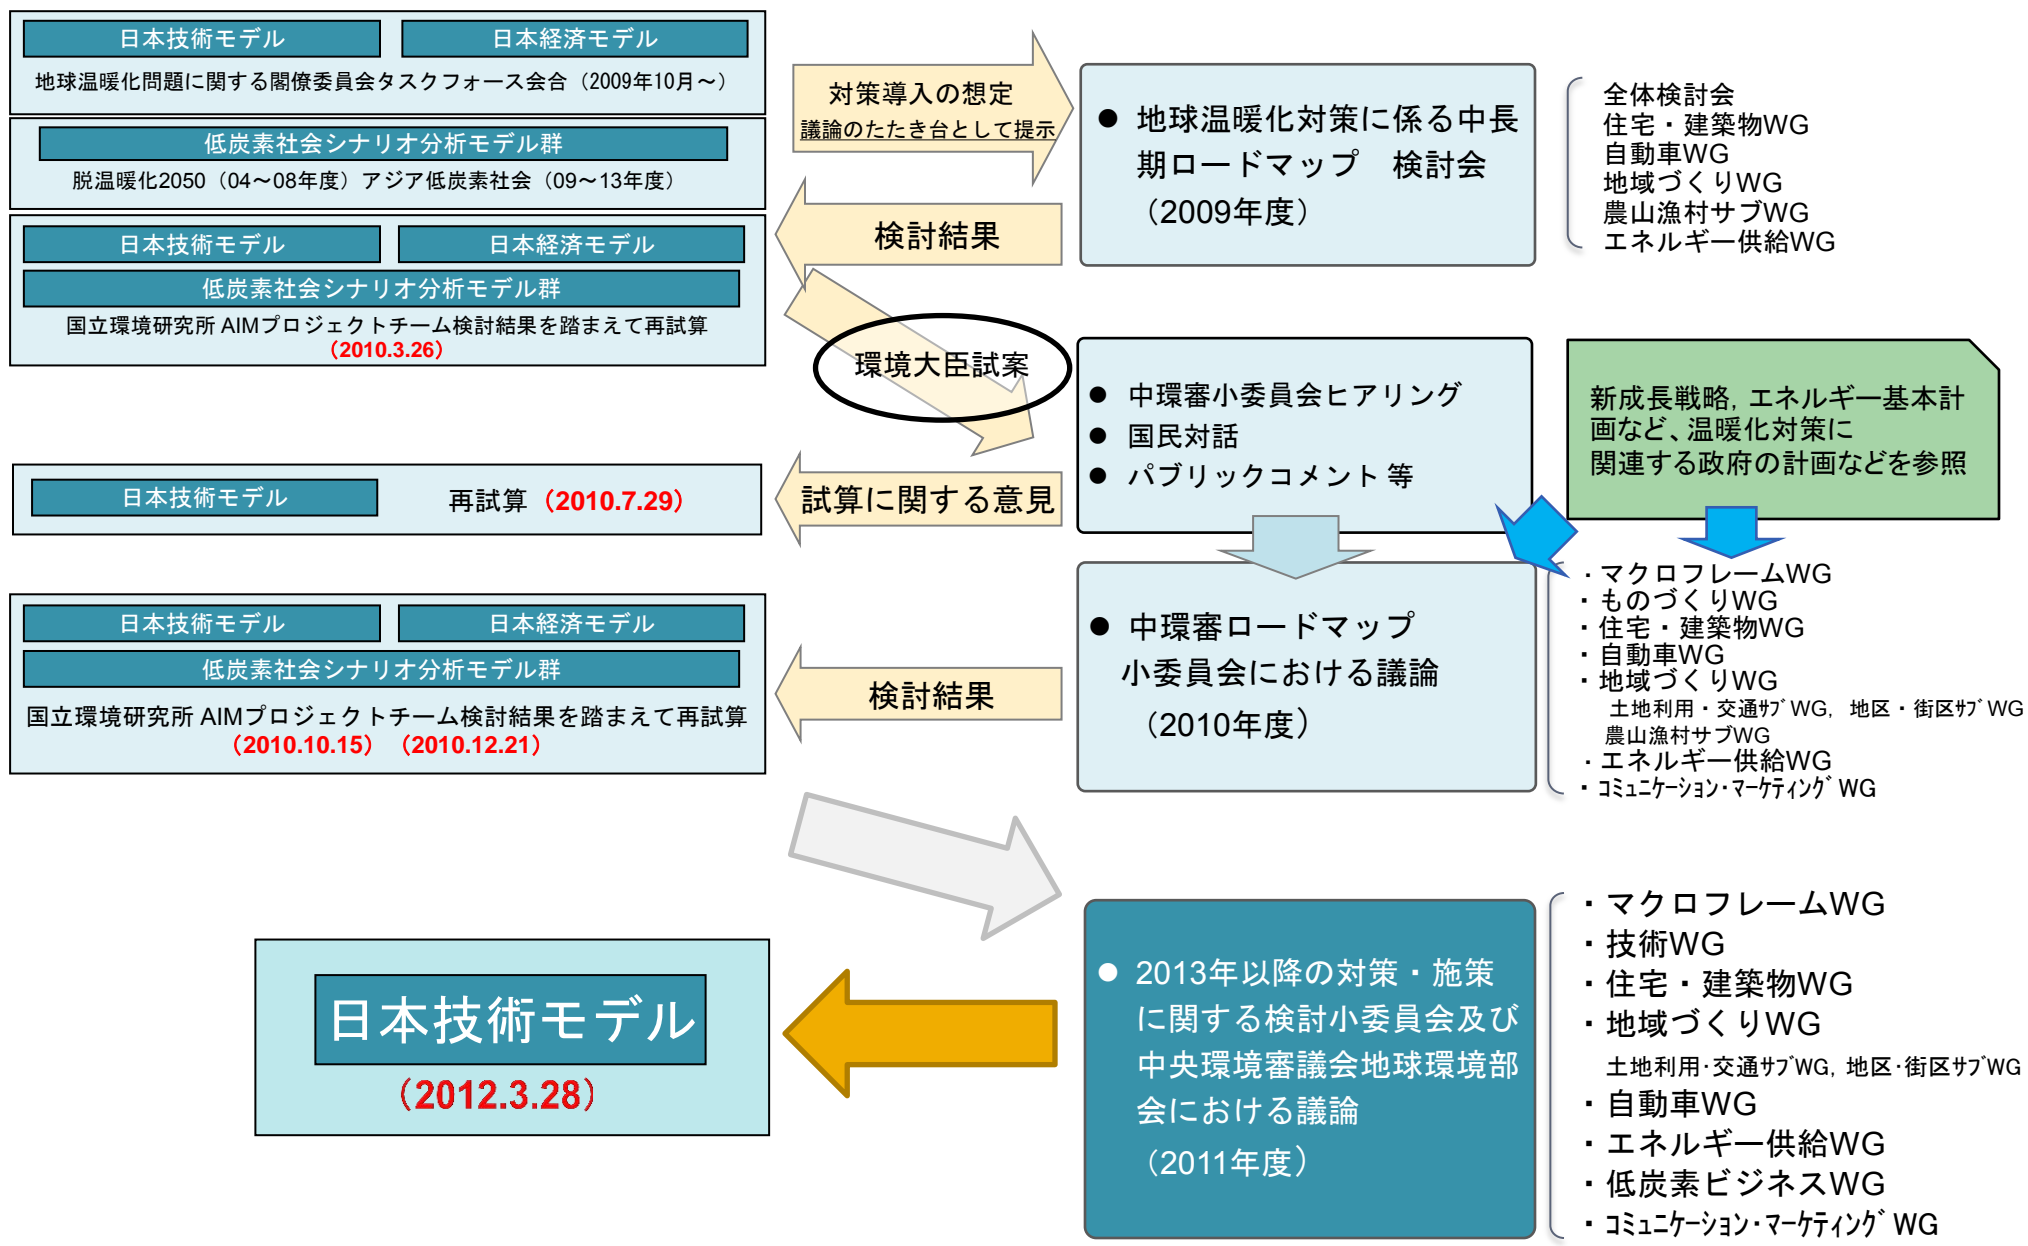 日本技術モデル
日本経済モデル
地球温暖化問題に関する閣僚委員会タスクフォース会合（2009年10月～）
低炭素社会シナリオ分析モデル群
脱温暖化2050（04～08年度）アジア低炭素社会（09～13年度）
日本技術モデル
日本経済モデル
低炭素社会シナリオ分析モデル群
国立環境研究所 AIMプロジェクトチーム検討結果を踏まえて再試算
（2010.3.26）
対策導入の想定
議論のたたき台として提示
検討結果
● 地球温暖化対策に係る中長
期ロードマップ　検討会
（2009年度）
全体検討会
住宅・建築物WG
自動車WG
地域づくりWG
農山漁村サブWG
エネルギー供給WG
環境大臣試案
● 中環審小委員会ヒアリング
● 国民対話
● パブリックコメント 等
新成長戦略, エネルギー基本計
画など、温暖化対策に
関連する政府の計画などを参照
日本技術モデル
再試算（2010.7.29）
試算に関する意見
日本技術モデル
日本経済モデル
低炭素社会シナリオ分析モデル群
国立環境研究所 AIMプロジェクトチーム検討結果を踏まえて再試算
（2010.10.15）（2010.12.21）
検討結果
● 中環審ロードマップ
小委員会における議論
（2010年度）
・マクロフレームWG
・ものづくりWG
・住宅・建築物WG
・自動車WG
・地域づくりWG
土地利用・交通ｻﾌﾞWG, 地区・街区ｻﾌﾞWG
農山漁村サブWG
・エネルギー供給WG
・ｺﾐｭﾆｹｰｼｮﾝ･ﾏｰｹﾃｨﾝｸﾞWG
日本技術モデル
（2012.3.28）
● 2013年以降の対策・施策
に関する検討小委員会及び
中央環境審議会地球環境部
会における議論
（2011年度）
・マクロフレームWG
・技術WG
・住宅・建築物WG
・地域づくりWG
土地利用･交通ｻﾌﾞWG, 地区･街区ｻﾌﾞWG
・自動車WG
・エネルギー供給WG
・低炭素ビジネスWG
・ｺﾐｭﾆｹｰｼｮﾝ･ﾏｰｹﾃｨﾝｸﾞWG